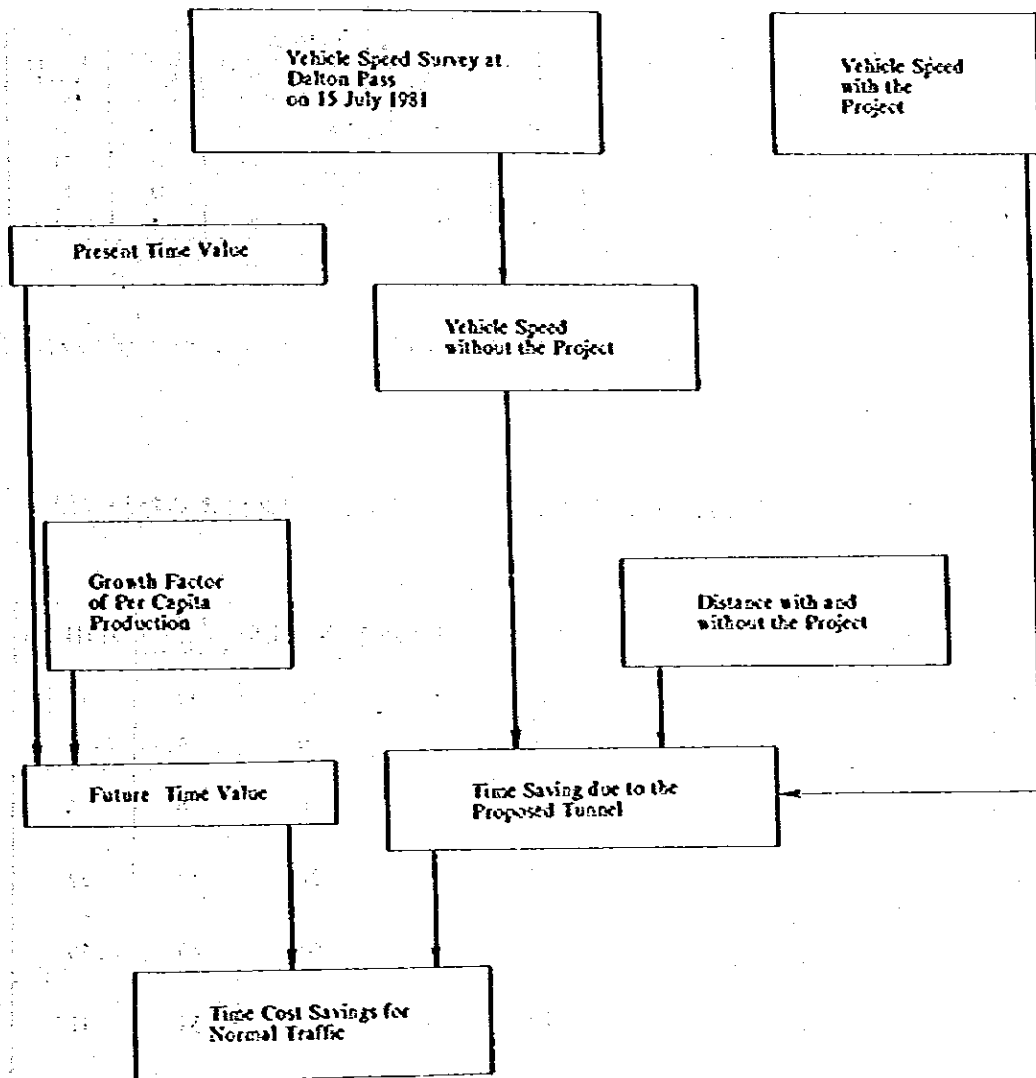 Vehicle Speed Survey at
Dalton Pass
on 15 July 1981
Vehicle Speed
with the
Project
Present Time Value
Vehicle Speed
without the Project
Growth Factor
of Per Capita
Production
Distance with and
without the Project
Future Time Value
Time Saving due to the
Proposed Tunnel
Time Cost Savings for
Normal Traffic